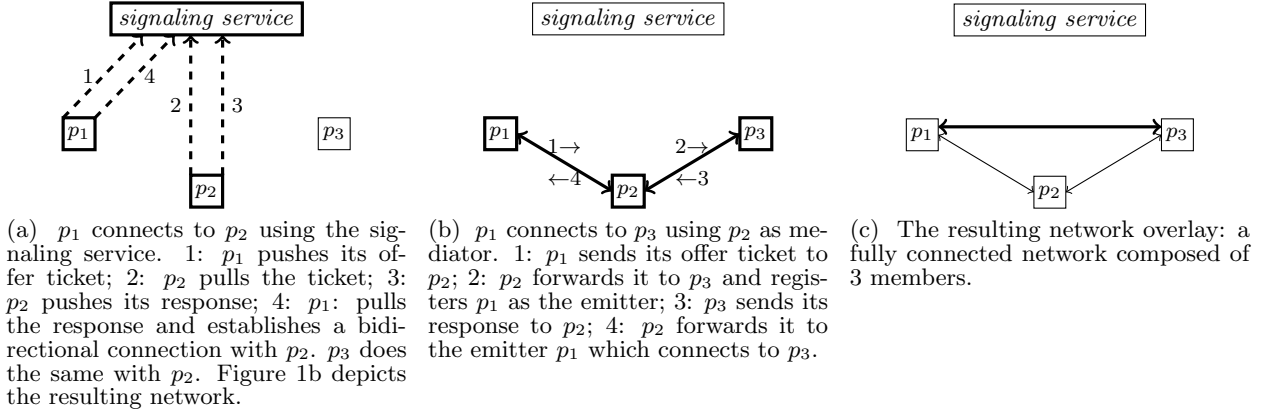 signaling service
1
4
2
3
p1
p3
p2
(a) p1 connects to p2 using the sig-
naling service. 1: p1 pushes its of-
fer ticket; 2: p2 pulls the ticket; 3:
p2 pushes its response; 4: p1: pulls
the response and establishes a bidi-
rectional connection with p2. p3 does
the same with p2. Figure 1b depicts
the resulting network.
signaling service
p1
p3
1→
2→
←4
←3
p2
(b) p1 connects to p3 using p2 as me-
diator. 1: p1 sends its offer ticket to
p2; 2: p2 forwards it to p3 and regis-
ters p1 as the emitter; 3: p3 sends its
response to p2; 4: p2 forwards it to
the emitter p1 which connects to p3.
signaling service
p1
p3
p2
(c) The resulting network overlay: a
fully connected network composed of
3 members.